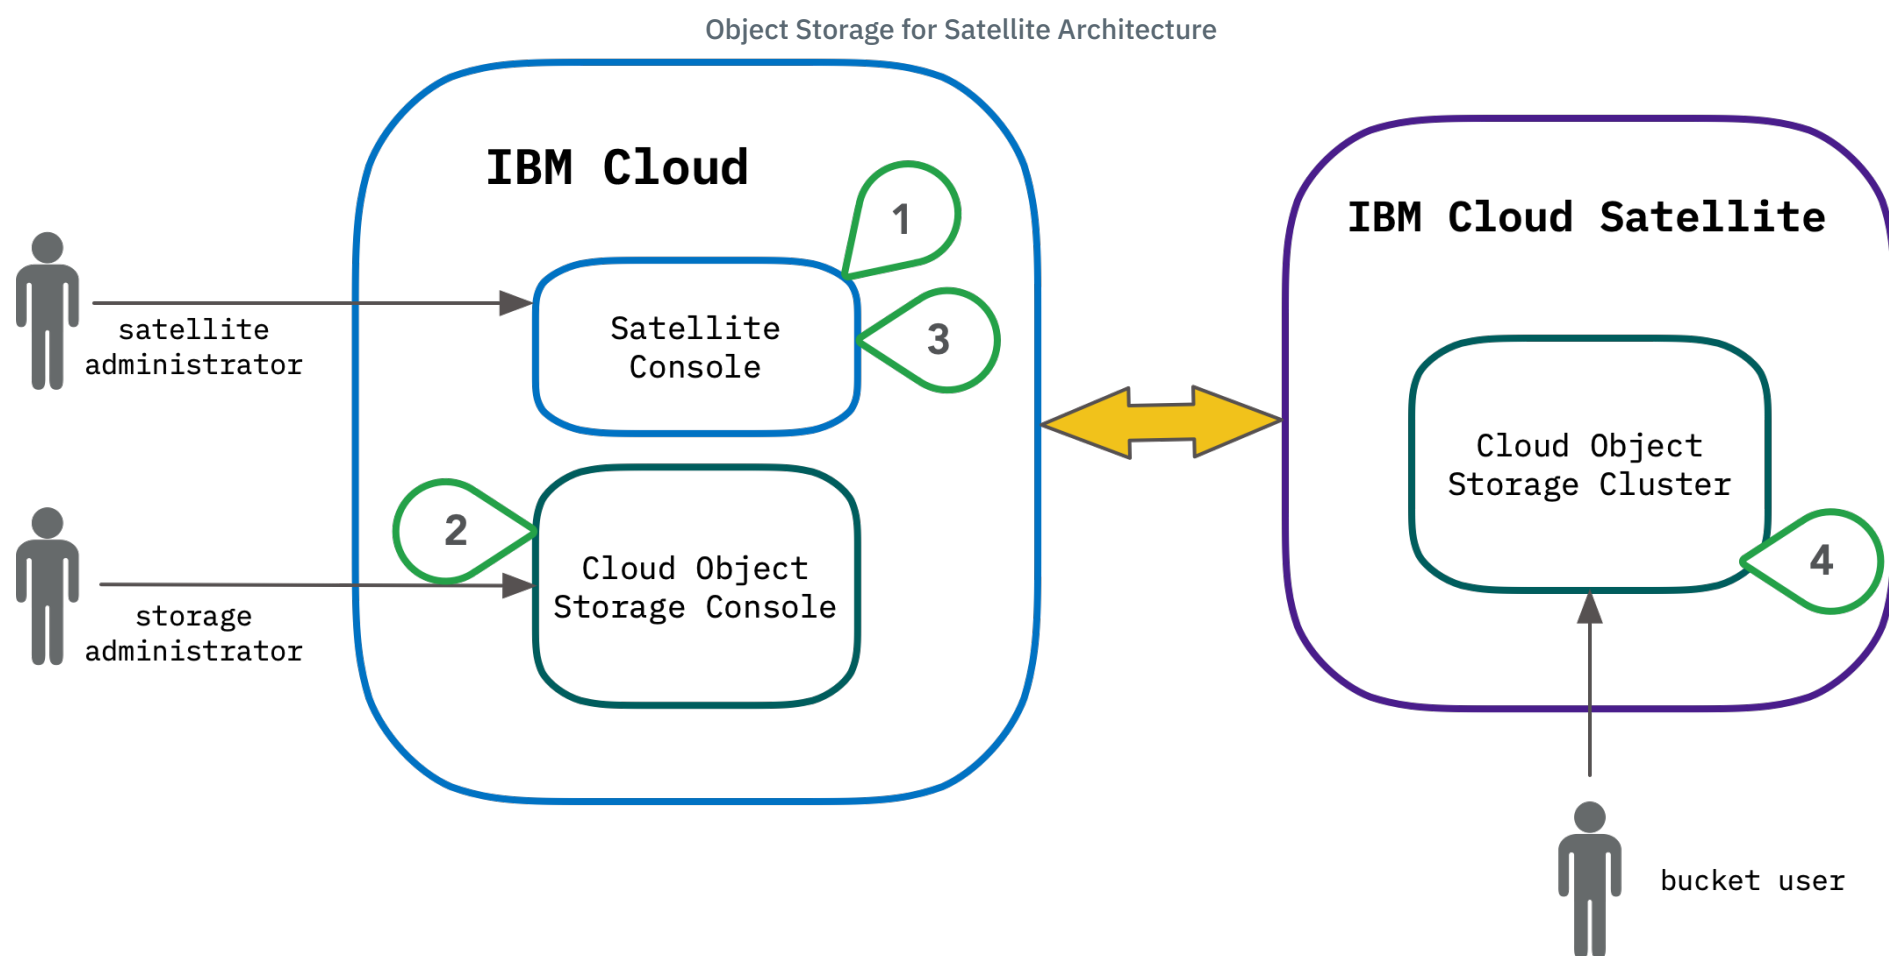 Object Storage for Satellite Architecture
IBM Cloud
1
Satellite
Console
3
satellite
administrator
2
Cloud Object
Storage Console
storage
administrator
IBM Cloud Satellite
Cloud Object
Storage Cluster
4
bucket user